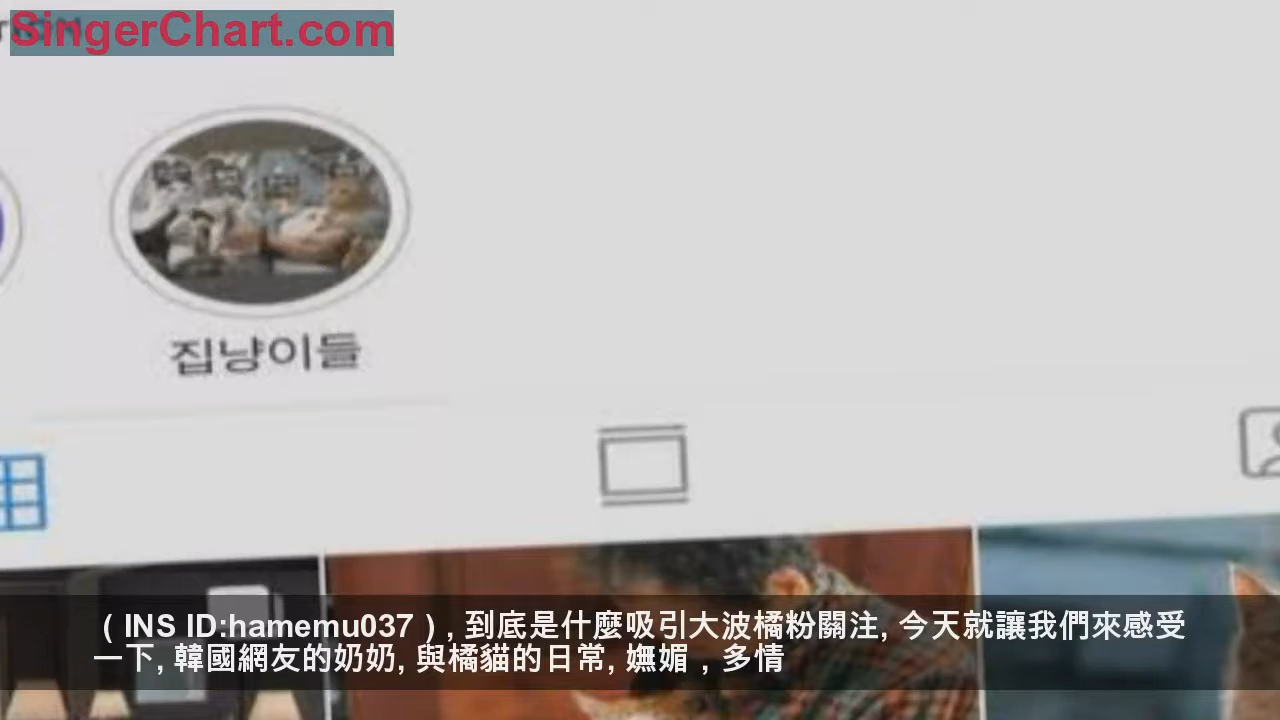 SingerChart.com
집냥이들
( INS ID:hamemu037 ) , 到底是什麼吸引大波橘粉關注, 今天就讓我們來感受
一下, 韓國網友的奶奶, 與橘貓的日常, 嫵媚 , 多情